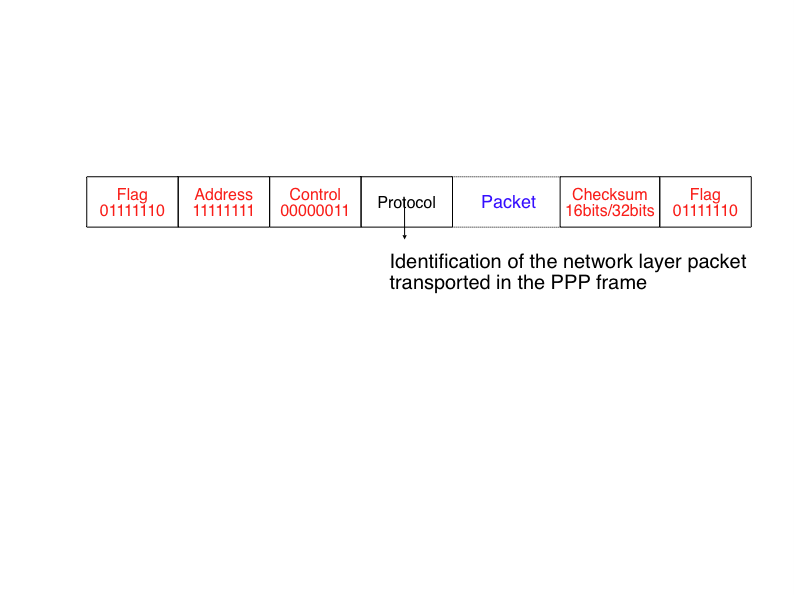 Flag
01111110
Address
11111111
Control
00000011
Protocol
Packet
Checksum
16bits/32bits
Flag
01111110
Identification of the network layer packet
transported in the PPP frame